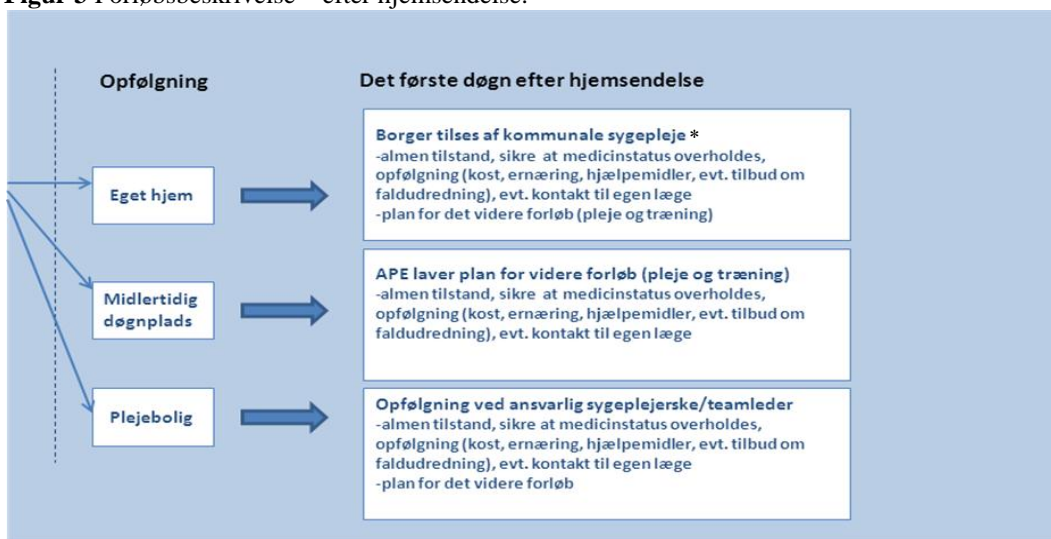 Figur 3 Forløbsbeskrivelse – efter hjemsendelse.
Opfølgning
Det første døgn efter hjemsendelse
Eget hjem
Borger tilses af kommunale sygepleje *
-almen tilstand, sikre at medicinstatus overholdes,
opfølgning (kost, ernæring, hjælpemidler, evt. tilbud om
faldudredning), evt. kontakt til egen læge
-plan for det videre forløb (pleje og træning)
Midlertidig
døgnplads
APE laver plan for videre forløb (pleje og træning)
-almen tilstand, sikre at medicinstatus overholdes,
opfølgning (kost, ernæring, hjælpemidler, evt. tilbud om
faldudredning), evt. kontakt til egen læge
Plejebolig
Opfølgning ved ansvarlig sygeplejerske/teamleder
-almen tilstand, sikre at medicinstatus overholdes,
opfølgning (kost, ernæring, hjælpemidler, evt. tilbud om
faldudredning), evt. kontakt til egen læge
-plan for det videre forløb